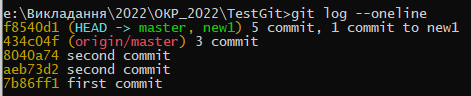 e:\Викладання\2022\ОКР_2022\TestGit>git log --oneline
f8540d1 (HEAD -> master, new1) 5 commit, 1 commit to new1
434c04f (origin/master) 3 commit
8040a74 second commit
aeb73d2 second commit
7b86ff1 first commit